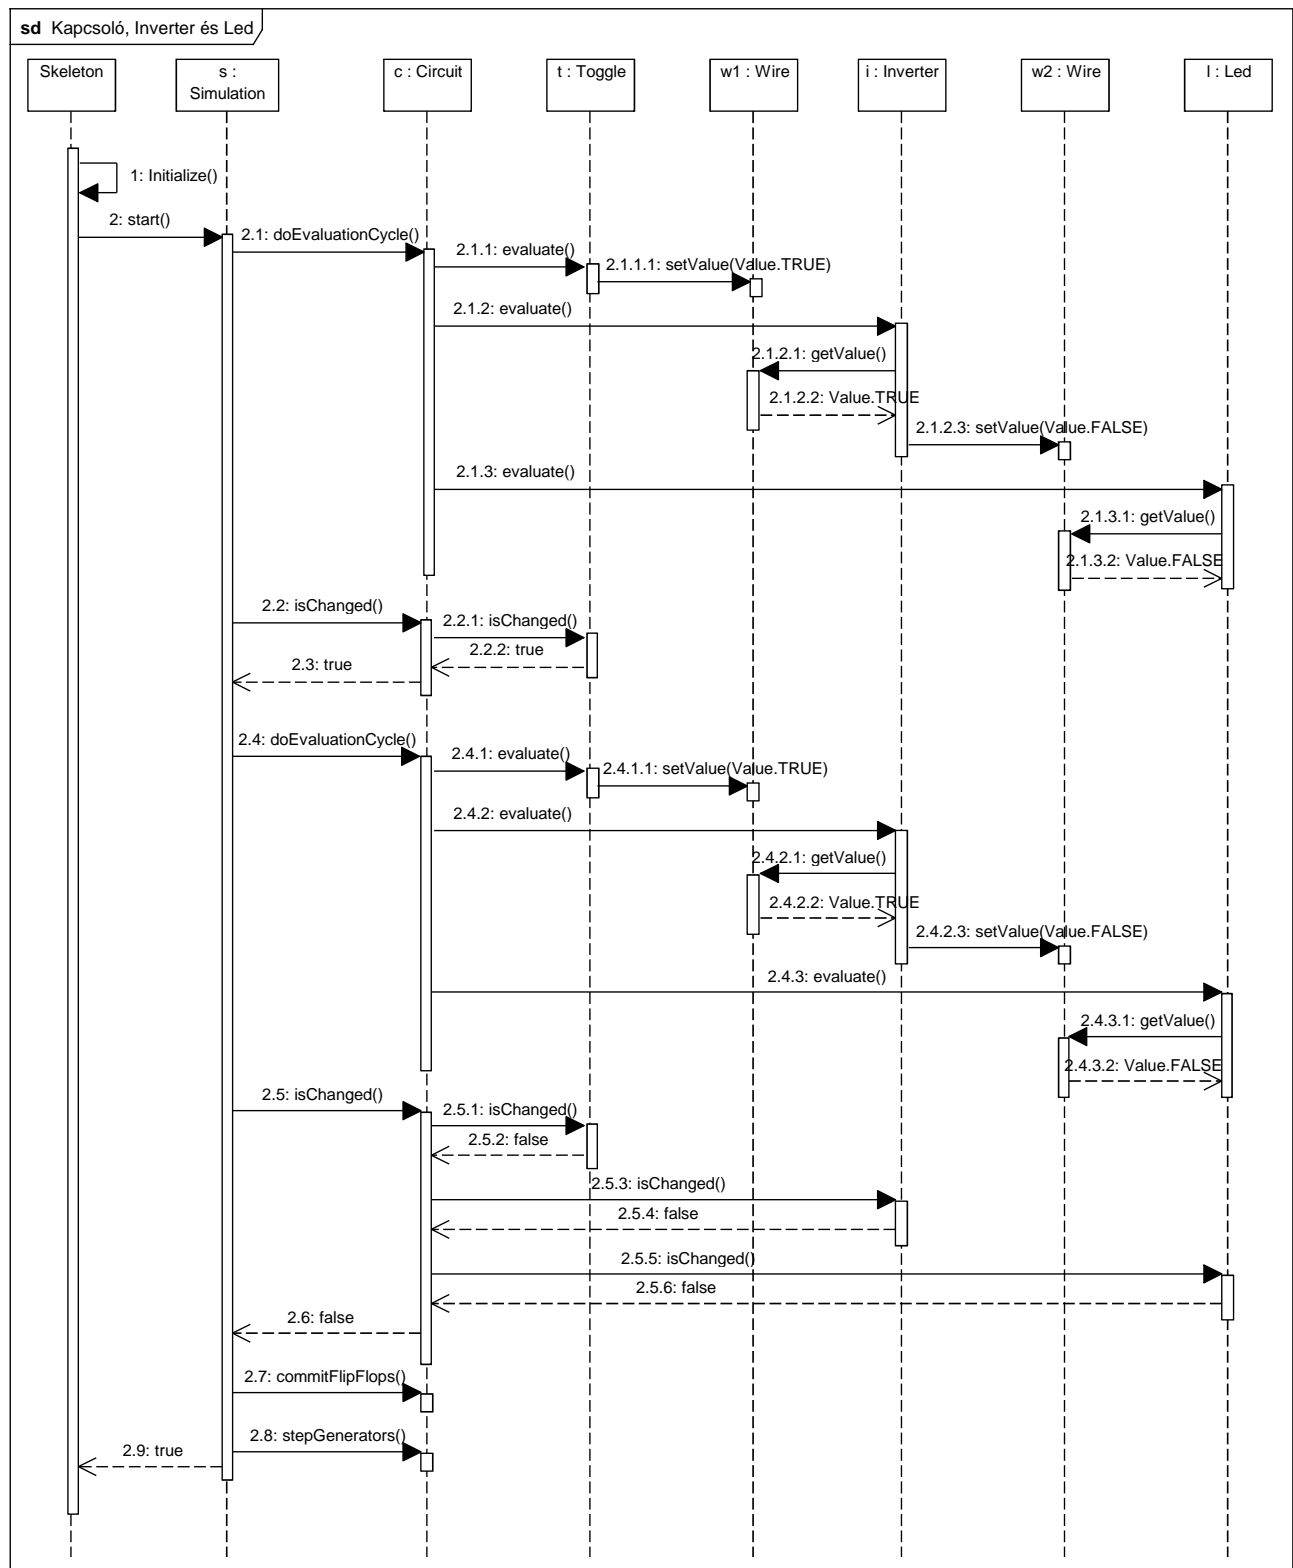 sd Kapcsoló, Inverter és Led
Skeleton
s :
Simulation
c : Circuit
t : Toggle
w1 : Wire
i : Inverter
w2 : Wire
l : Led
1: Initialize()
2: start()
2.1: doEvaluationCycle()
2.1.1: evaluate()
2.1.1.1: setValue(Value.TRUE)
2.1.2: evaluate()
2.1.2.1: getValue()
2.1.2.2: Value.TRUE
2.1.2.3: setValue(Value.FALSE)
2.1.3: evaluate()
2.1.3.1: getValue()
2.1.3.2: Value.FALSE
2.2: isChanged()
2.2.1: isChanged()
2.2.2: true
2.3: true
2.4: doEvaluationCycle()
2.4.1: evaluate()
2.4.1.1: setValue(Value.TRUE)
2.4.2: evaluate()
2.4.2.1: getValue()
2.4.2.2: Value.TRUE
2.4.2.3: setValue(Value.FALSE)
2.4.3: evaluate()
2.4.3.1: getValue()
2.4.3.2: Value.FALSE
2.5: isChanged()
2.5.1: isChanged()
2.5.2: false
2.5.3: isChanged()
2.5.4: false
2.5.5: isChanged()
2.5.6: false
2.6: false
2.7: commitFlipFlops()
2.8: stepGenerators()
2.9: true